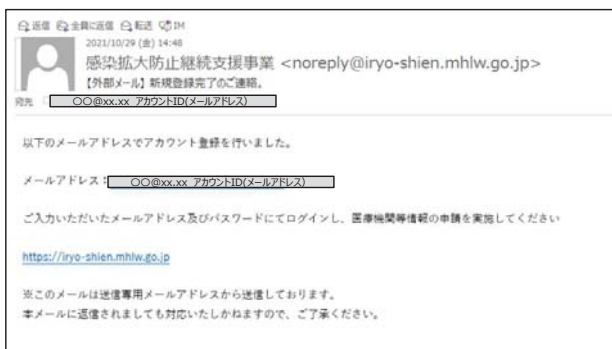 返信 全員に返信 転送 IM
2021/10/29 (金) 14:48
感染拡大防止継続支援事業 <noreply@iryo-shien.mhlw.go.jp>
【外部メール】新規登録完了のご連絡。
宛先 〇〇@xx.xx アカウントID(メールアドレス)
以下のメールアドレスでアカウント登録を行いました。
メールアドレス: 〇〇@xx.xx アカウントID(メールアドレス)
ご入力いただいたメールアドレス及びパスワードにてログインし、医療機関等情報の申請を実施してください
https://iryo-shien.mhlw.go.jp
※このメールは送信専用メールアドレスから送信しております。
本メールに返信されましても対応いたしかねますので、ご了承ください。